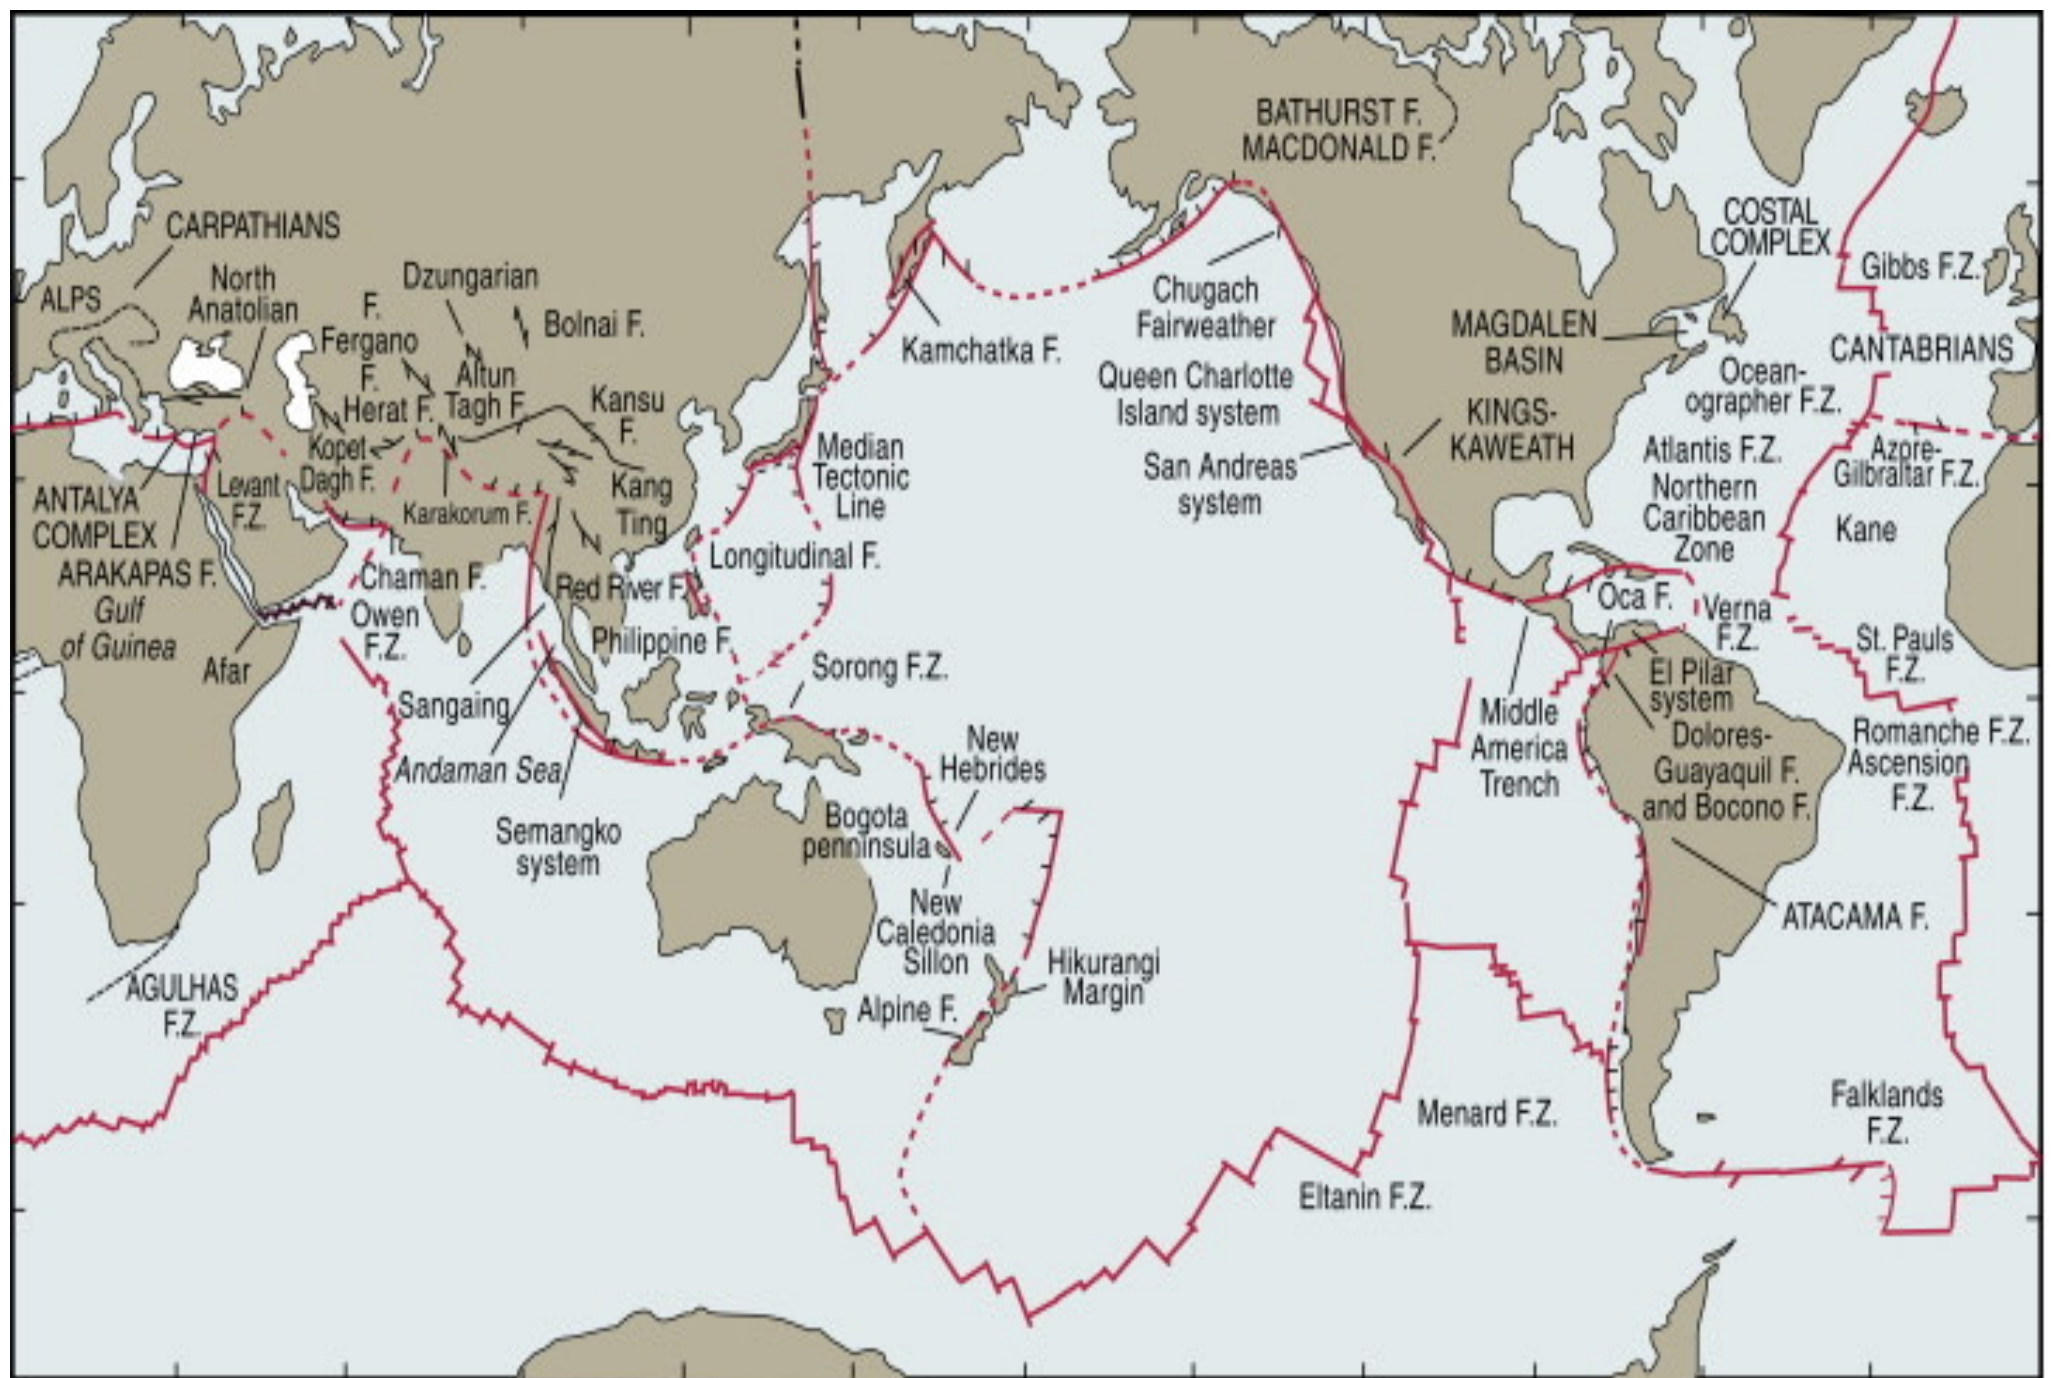 BATHURST F.
MACDONALD F.
CARPATHIANS
COSTAL
COMPLEX
ALPS
North
Anatolian
F.
Fergano
F.
Herat F.
Dzungarian
Bolnai F.
Altun
Tagh F.
Kansu
F.
Kopet
Dagh F.
Levant
F.Z.
Karakorum F.
Kang
Ting
ANTALYA
COMPLEX
ARAKAPAS F.
Gulf
of Guinea
Afar
Chaman F.
Owen
F.Z.
Red River F.
Philippine F.
Longitudinal F.
Median
Tectonic
Line
Kamchatka F.
Sangaing
Andaman Sea
Semangko
system
Sorong F.Z.
New
Hebrides
Bogota
penninsula
New
Caledonia
Sillon
Hikurangi
Margin
Alpine F.
AGULHAS
F.Z.
Chugach
Fairweather
Queen Charlotte
Island system
San Andreas
system
KINGS-
KAWEATH
MAGDALEN
BASIN
Gibbs F.Z.
CANTABRIANS
Ocean-
ographer F.Z.
Atlantis F.Z.
Azore-
Gilbraltar F.Z.
Northern
Caribbean
Zone
Kane
Oca F.
Verna
F.Z.
St. Pauls
F.Z.
El Pilar
system
Middle
America
Trench
Dolores-
Guayaquil F.
and Bocono F.
Romanche F.Z.
Ascension
F.Z.
ATACAMA F.
Menard F.Z.
Eltanin F.Z.
Falklands
F.Z.